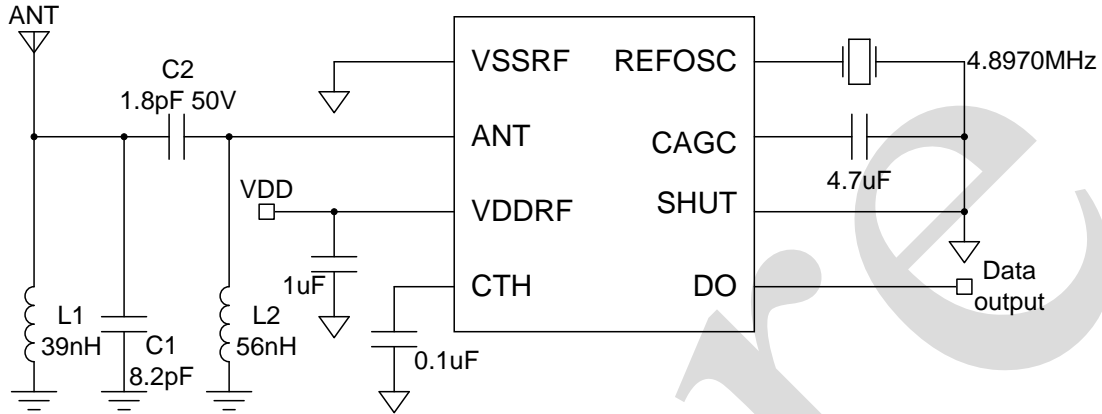 ANT
C2
1.8pF 50V
VSSRF
REFOSC
4.8970MHz
ANT
CAGC
4.7uF
VDD
VDDRF
SHUT
1uF
CTH
DO
Data
output
L1
39nH
C1
8.2pF
L2
56nH
0.1uF
re